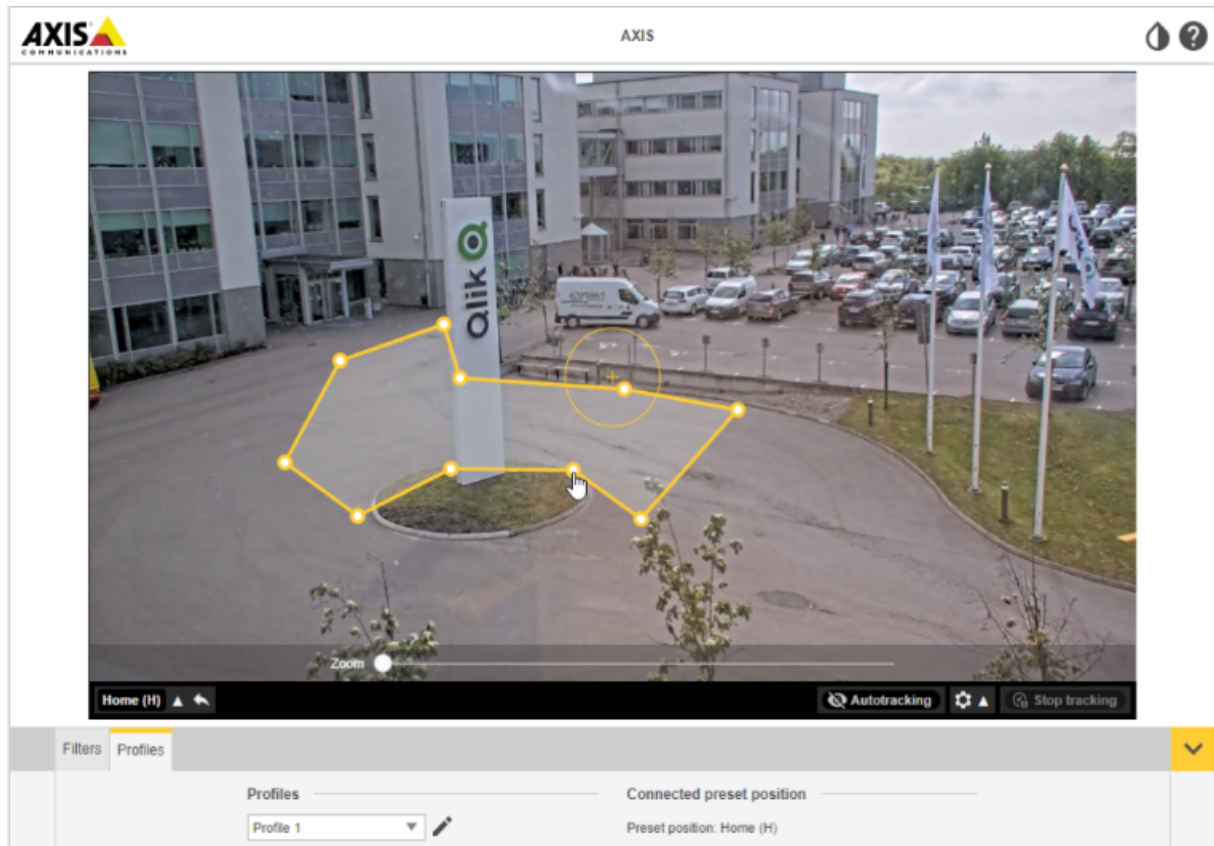 AXIS
COMMUNICATIONS
AXIS
Qlik
Zoom
Home (H)
Autotracking
Stop tracking
Filters
Profiles
Profiles
Connected preset position
Profile 1
Preset position: Home (H)